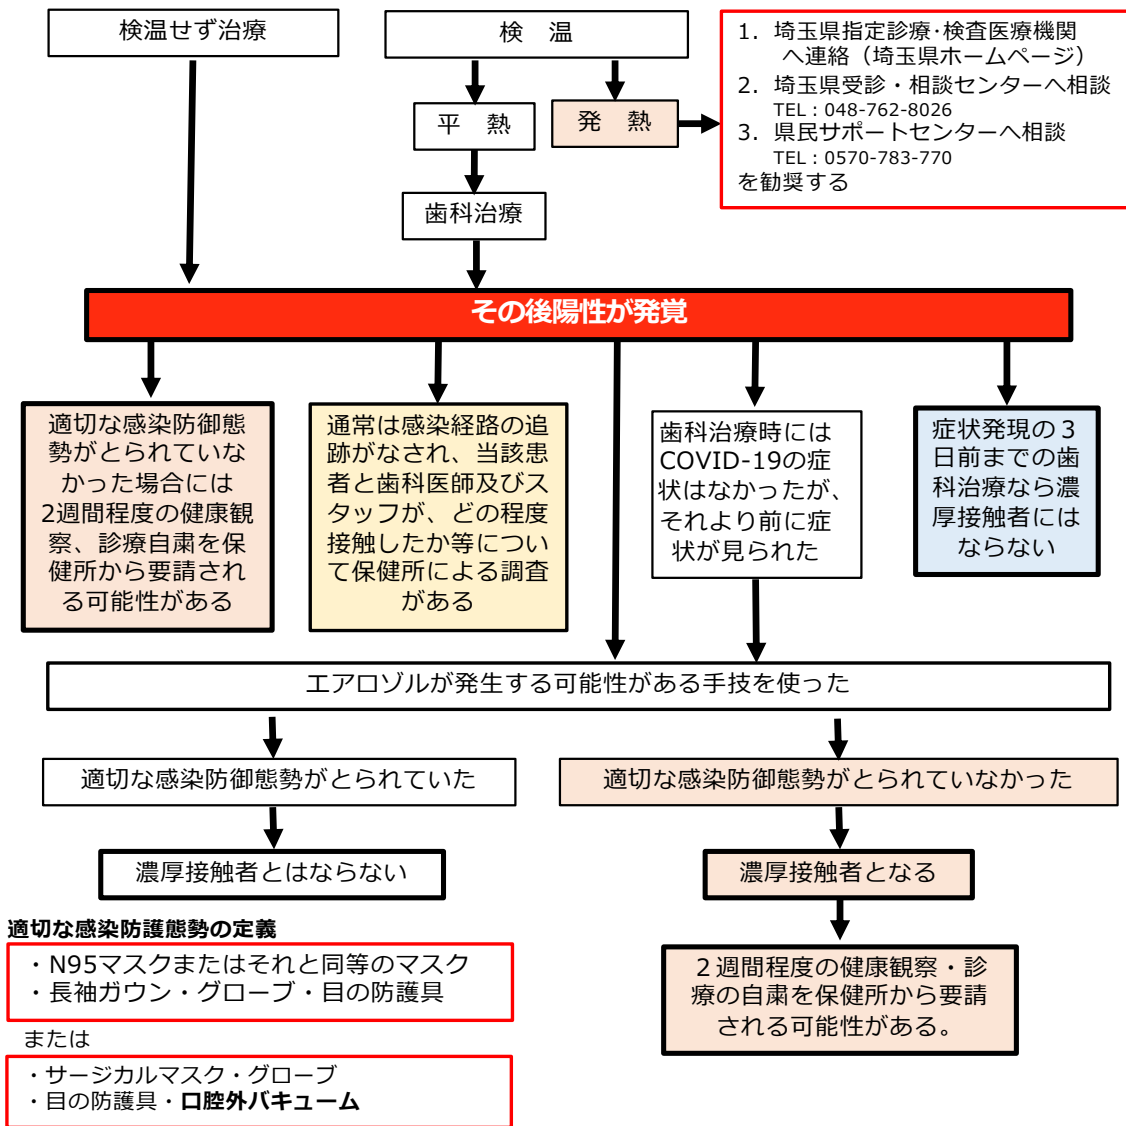 検温せず治療
検　温
1. 埼玉県指定診療・検査医療機関
へ連絡（埼玉県ホームページ）
2. 埼玉県受診・相談センターへ相談
TEL：048-762-8026
3. 県民サポートセンターへ相談
TEL：0570-783-770
を勧奨する
平　熱
発　熱
歯科治療
その後陽性が発覚
適切な感染防御態
勢がとられていな
かった場合には
2週間程度の健康観
察、診療自粛を保
健所から要請され
る可能性がある
通常は感染経路の追
跡がなされ、当該患
者と歯科医師及びス
タッフが、どの程度
接触したか等につい
て保健所による調査
がある
歯科治療時には
COVID-19の症
状はなかったが、
それより前に症
状が見られた
症状発現の３
日前までの歯
科治療なら濃
厚接触者には
ならない
エアロゾルが発生する可能性がある手技を使った
適切な感染防御態勢がとられていた
適切な感染防御態勢がとられていなかった
濃厚接触者とはならない
濃厚接触者となる
適切な感染防護態勢の定義
・N95マスクまたはそれと同等のマスク
・長袖ガウン・グローブ・目の防護具
または
・サージカルマスク・グローブ
・目の防護具・口腔外バキューム
２週間程度の健康観察・診
療の自粛を保健所から要請
される可能性がある。